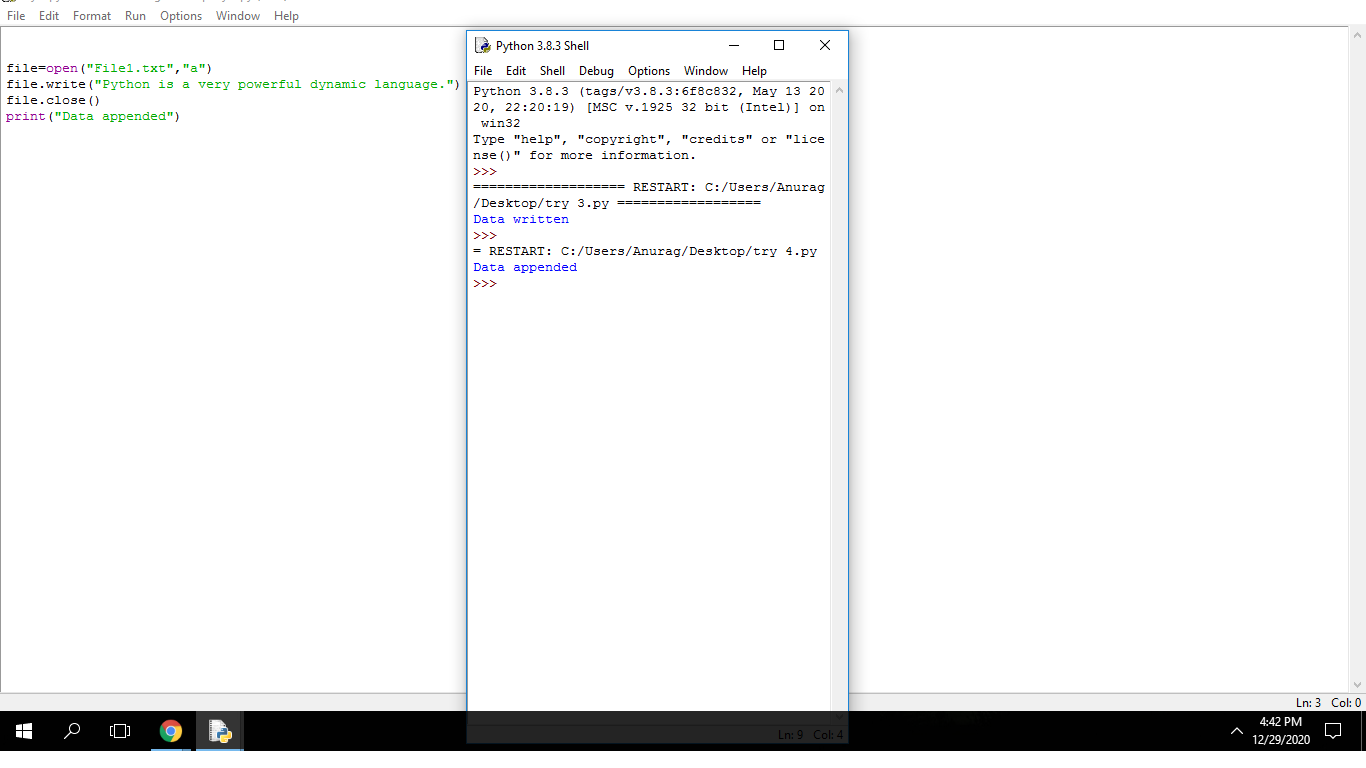 File Edit Format Run Options Window Help
file=open("File1.txt","a")
file.write("Python is a very powerful dynamic language.")
file.close()
print("Data appended")
Python 3.8.3 Shell
File Edit Shell Debug Options Window Help
Python 3.8.3 (tags/v3.8.3:6f8c832, May 13 20
20, 22:20:19) [MSC v.1925 32 bit (Intel)] on
win32
Type "help", "copyright", "credits" or "lice
nse()" for more information.
>>>
=================== RESTART: C:/Users/Anurag
/Desktop/try 3.py ==================
Data written
>>>
= RESTART: C:/Users/Anurag/Desktop/try 4.py
Data appended
>>>
Ln: 3 Col: 0
Ln: 9 Col: 4
4:42 PM
12/29/2020